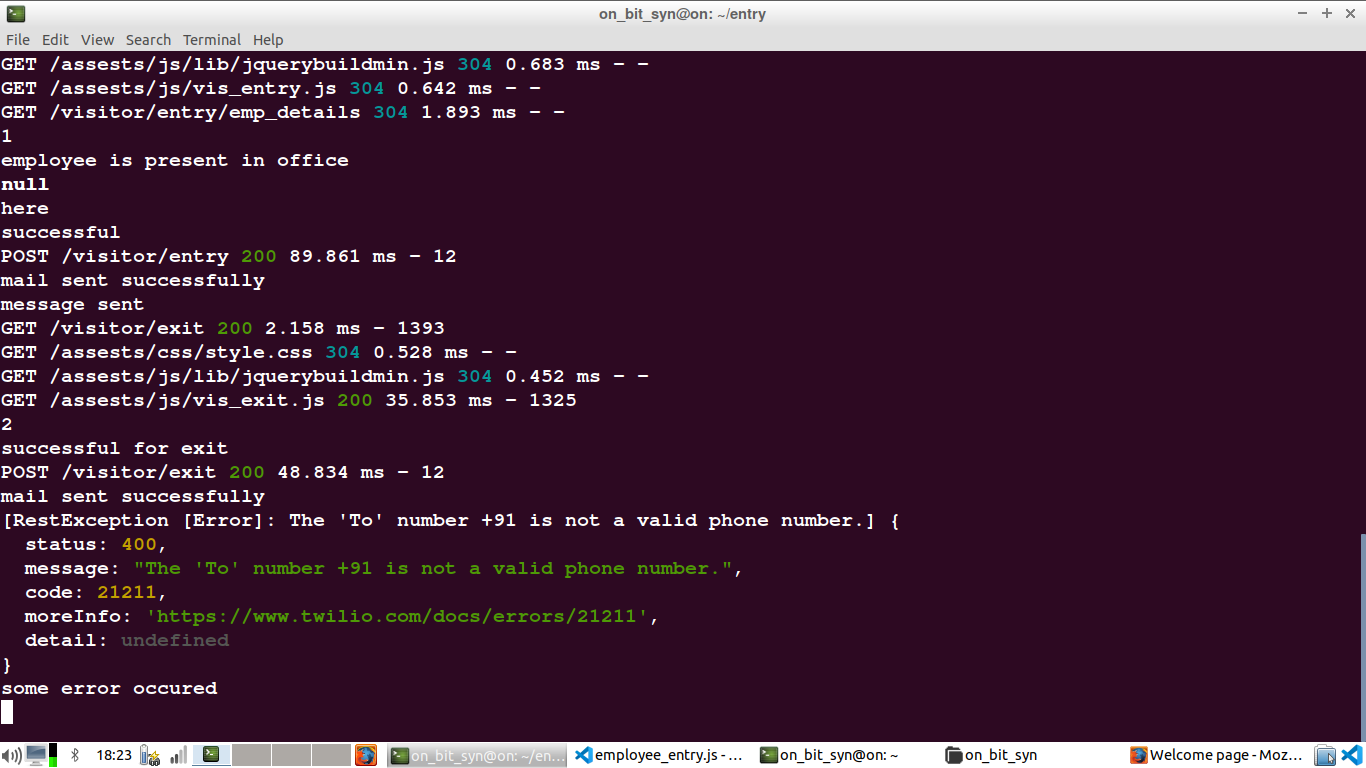 on_bit_syn@on: ~/entry
File Edit View Search Terminal Help
GET /assests/js/lib/jquerybuildmin.js 304 0.683 ms - -
GET /assests/js/vis_entry.js 304 0.642 ms - -
GET /visitor/entry/emp_details 304 1.893 ms - -
1
employee is present in office
null
here
successful
POST /visitor/entry 200 89.861 ms - 12
mail sent successfully
message sent
GET /visitor/exit 200 2.158 ms - 1393
GET /assests/css/style.css 304 0.528 ms - -
GET /assests/js/lib/jquerybuildmin.js 304 0.452 ms - -
GET /assests/js/vis_exit.js 200 35.853 ms - 1325
2
successful for exit
POST /visitor/exit 200 48.834 ms - 12
mail sent successfully
[RestException [Error]: The 'To' number +91 is not a valid phone number.] {
  status: 400,
  message: "The 'To' number +91 is not a valid phone number.",
  code: 21211,
  moreInfo: 'https://www.twilio.com/docs/errors/21211',
  detail: undefined
}
some error occured
18:23 on_bit_syn@on: ~/en... employee_entry.js - ... on_bit_syn@on: ~ on_bit_syn Welcome page - Moz...